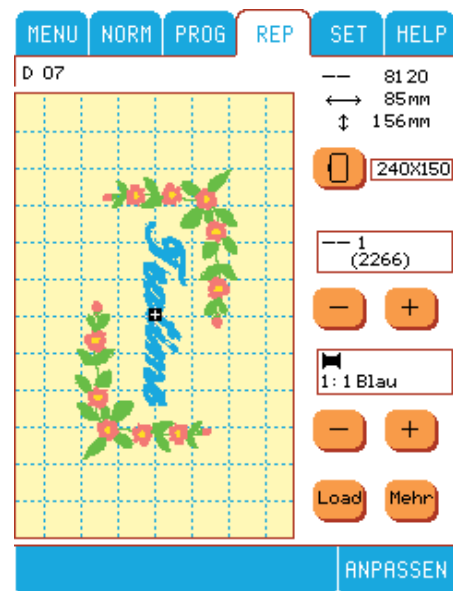 MENU NORM PROG REP SET HELP
D 07
8120
85mm
156mm
240X150
1
(2266)
− +
1: 1 Blau
− +
Load Mehr
ANPASSEN